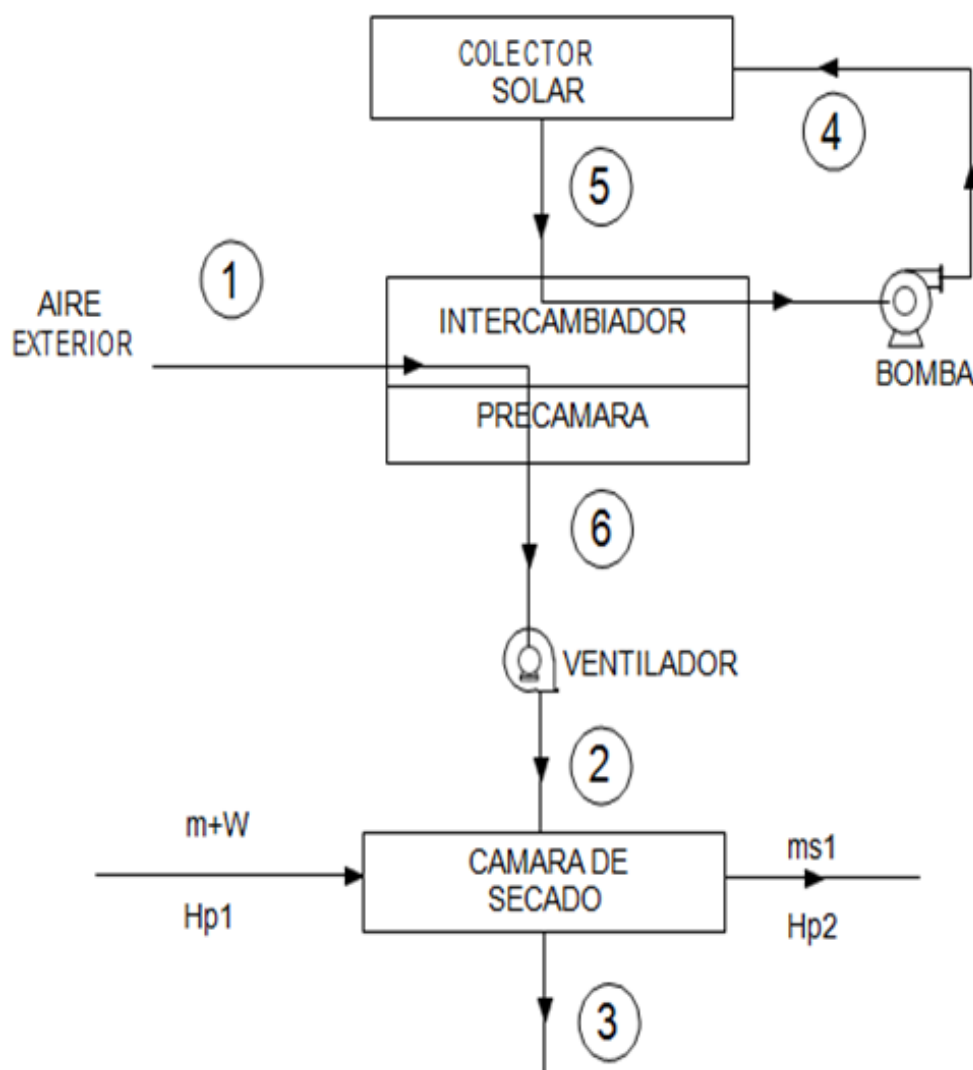 COLECTOR
SOLAR
4
5
1
AIRE
EXTERIOR
INTERCAMBIADOR
BOMBA
PRECAMARA
6
VENTILADOR
2
m+W
CAMARA DE
SECADO
ms1
Hp1
Hp2
3